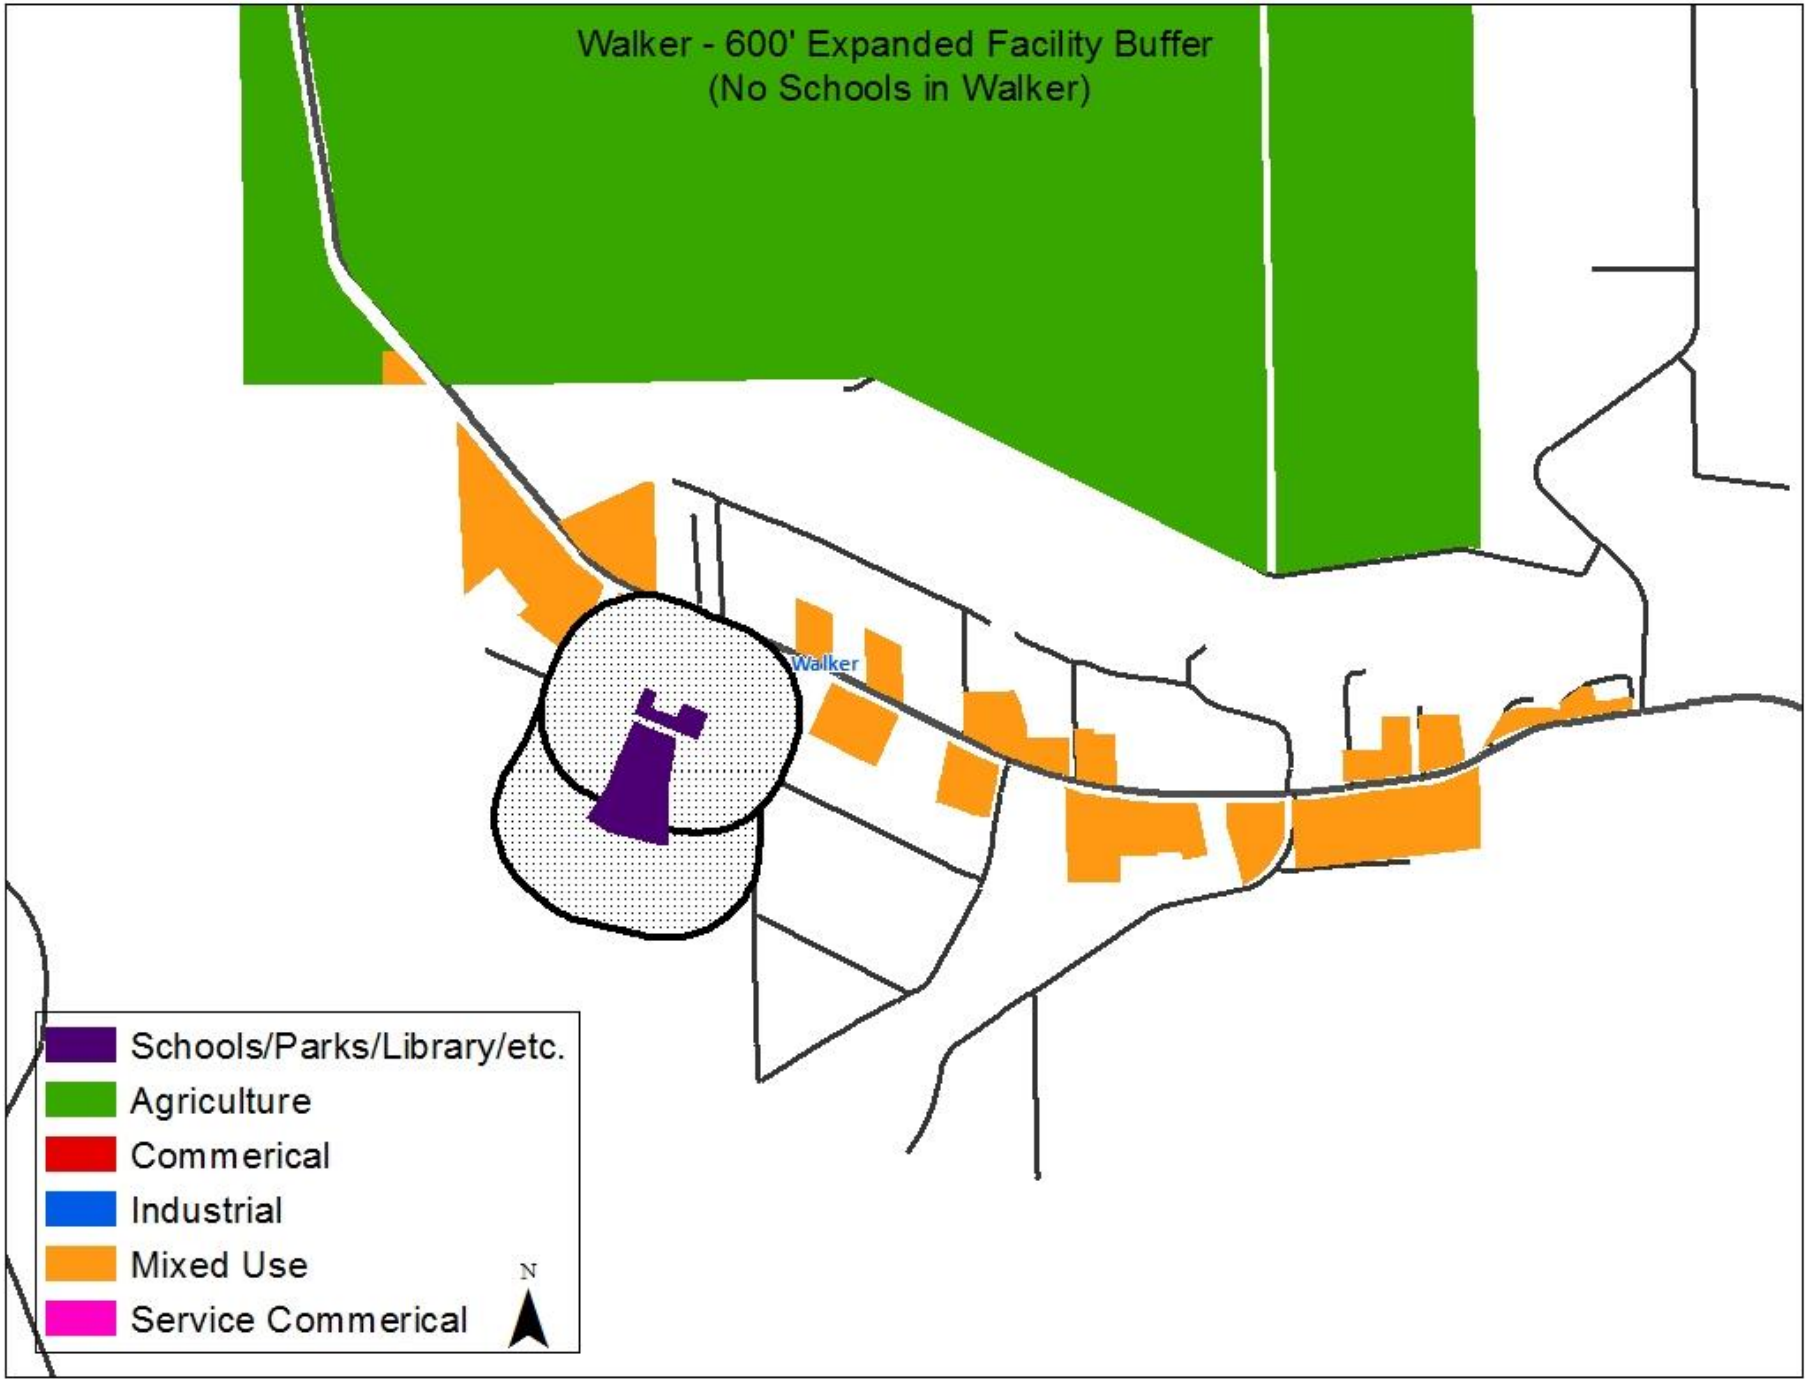 Walker - 600' Expanded Facility Buffer
(No Schools in Walker)
Walker
Schools/Parks/Library/etc.
Agriculture
Commerical
Industrial
Mixed Use
Service Commerical
N